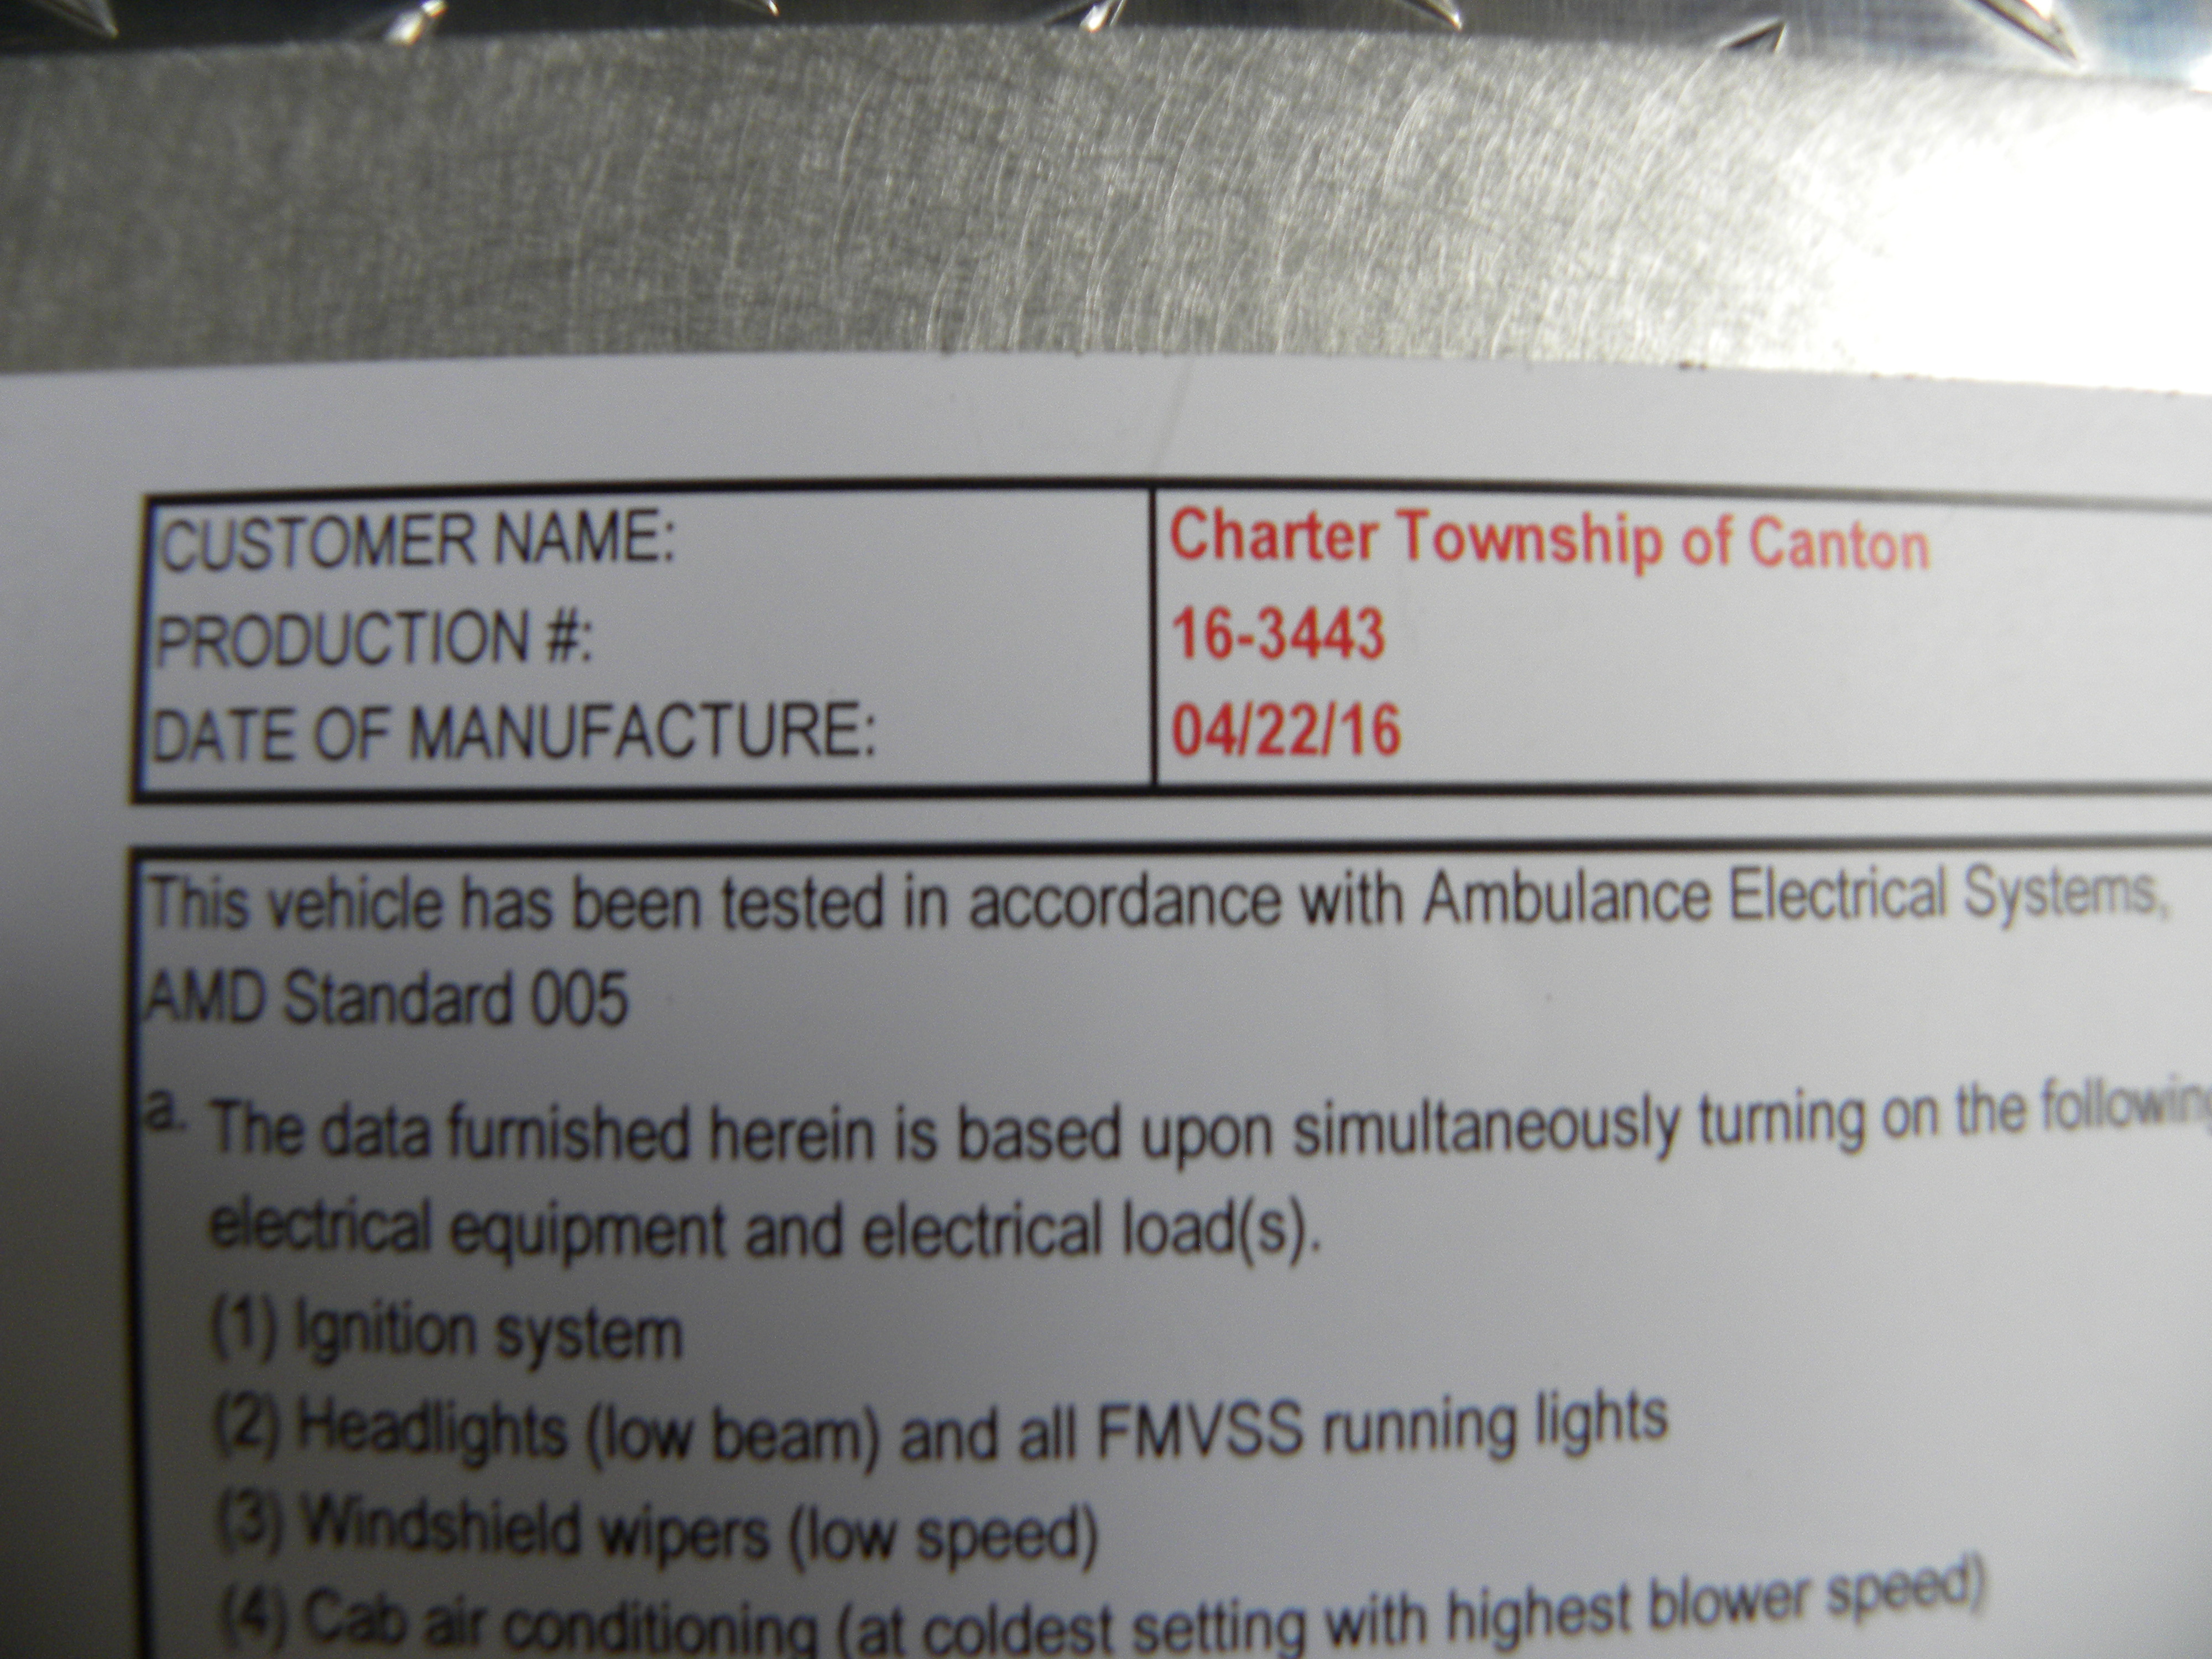 CUSTOMER NAME: Charter Township of Canton
PRODUCTION #: 16-3443
DATE OF MANUFACTURE: 04/22/16
This vehicle has been tested in accordance with Ambulance Electrical Systems,
AMD Standard 005
a. The data furnished herein is based upon simultaneously turning on the following
electrical equipment and electrical load(s).
(1) Ignition system
(2) Headlights (low beam) and all FMVSS running lights
(3) Windshield wipers (low speed)
(4) Cab air conditioning (at coldest setting with highest blower speed)